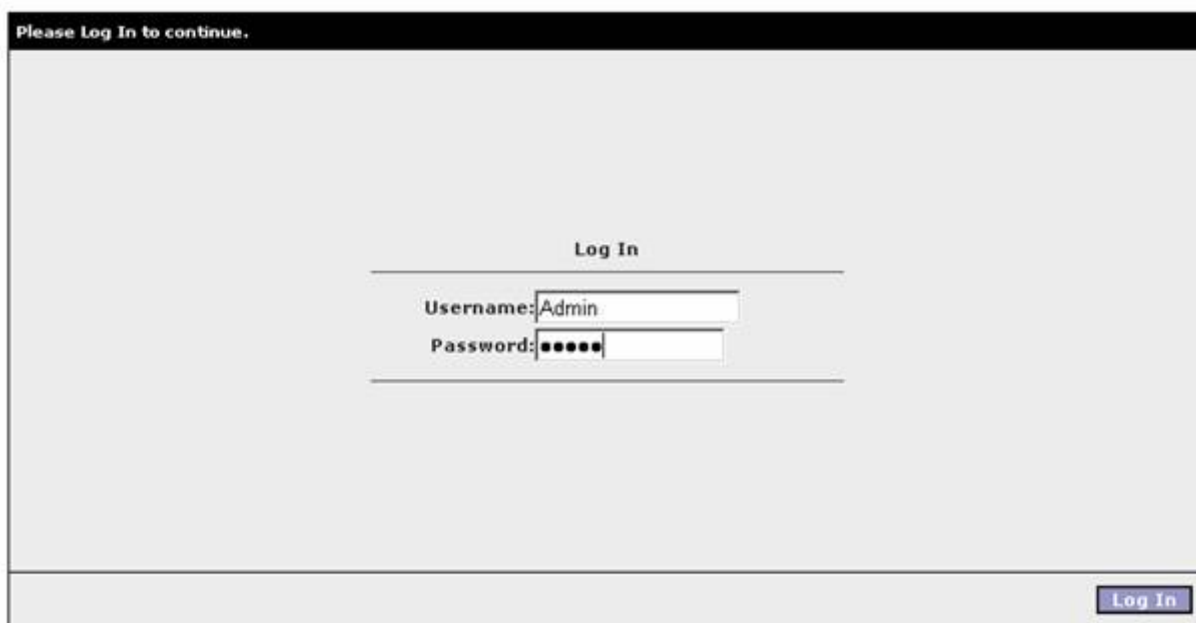 Please Log In to continue.
Log In
Username: Admin
Password: •••••
Log In